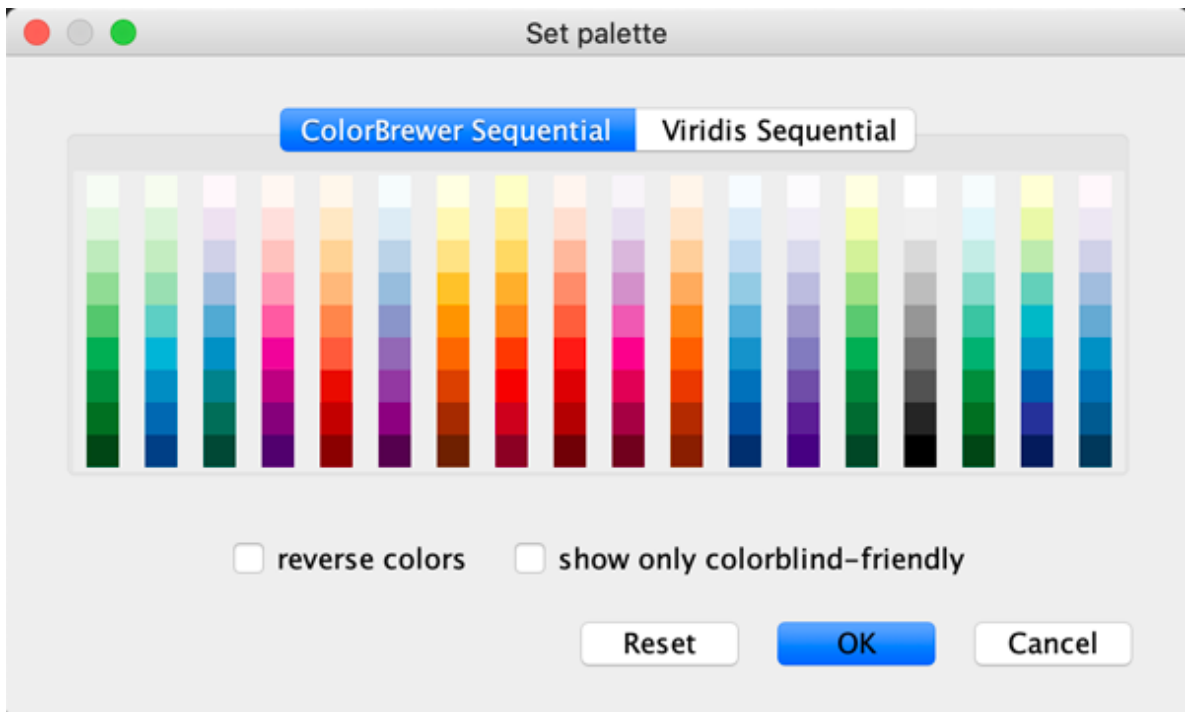 Set palette
ColorBrewer Sequential Viridis Sequential
reverse colors show only colorblind-friendly
Reset OK Cancel